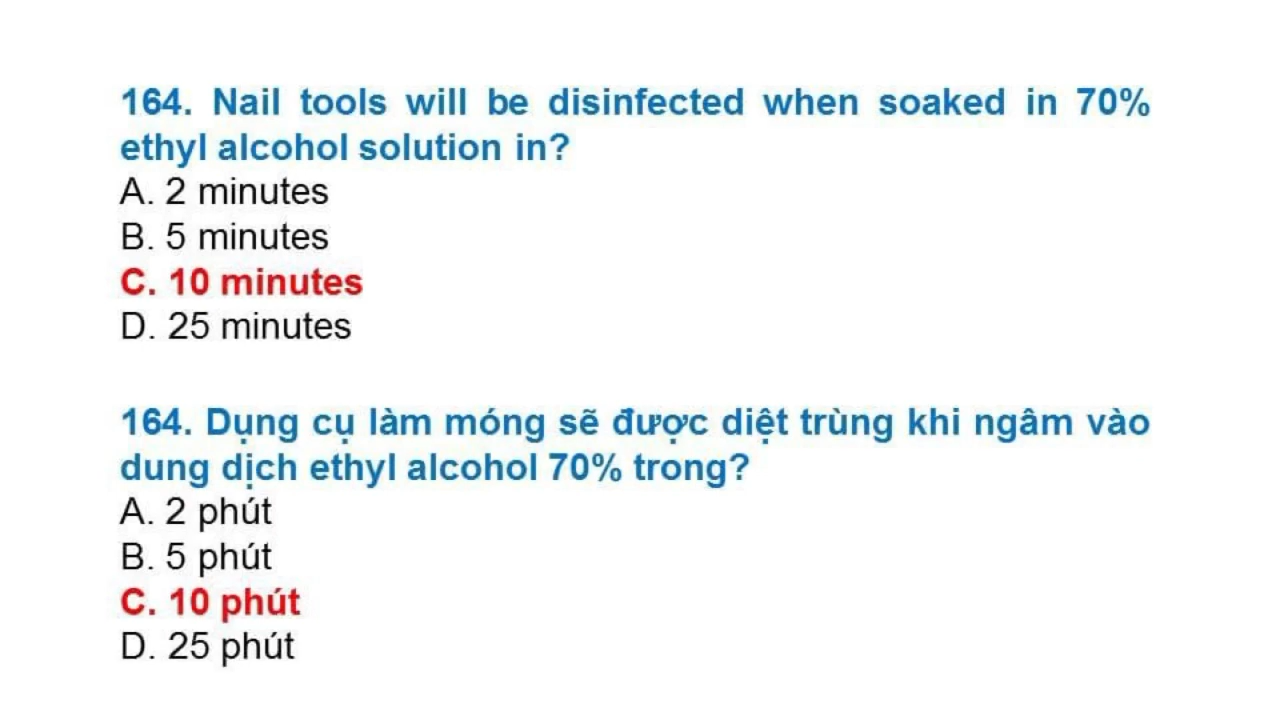 164. Nail tools will be disinfected when soaked in 70%
ethyl alcohol solution in?
A. 2 minutes
B. 5 minutes
C. 10 minutes
D. 25 minutes
164. Dụng cụ làm móng sẽ được diệt trùng khi ngâm vào
dung dịch ethyl alcohol 70% trong?
A. 2 phút
B. 5 phút
C. 10 phút
D. 25 phút